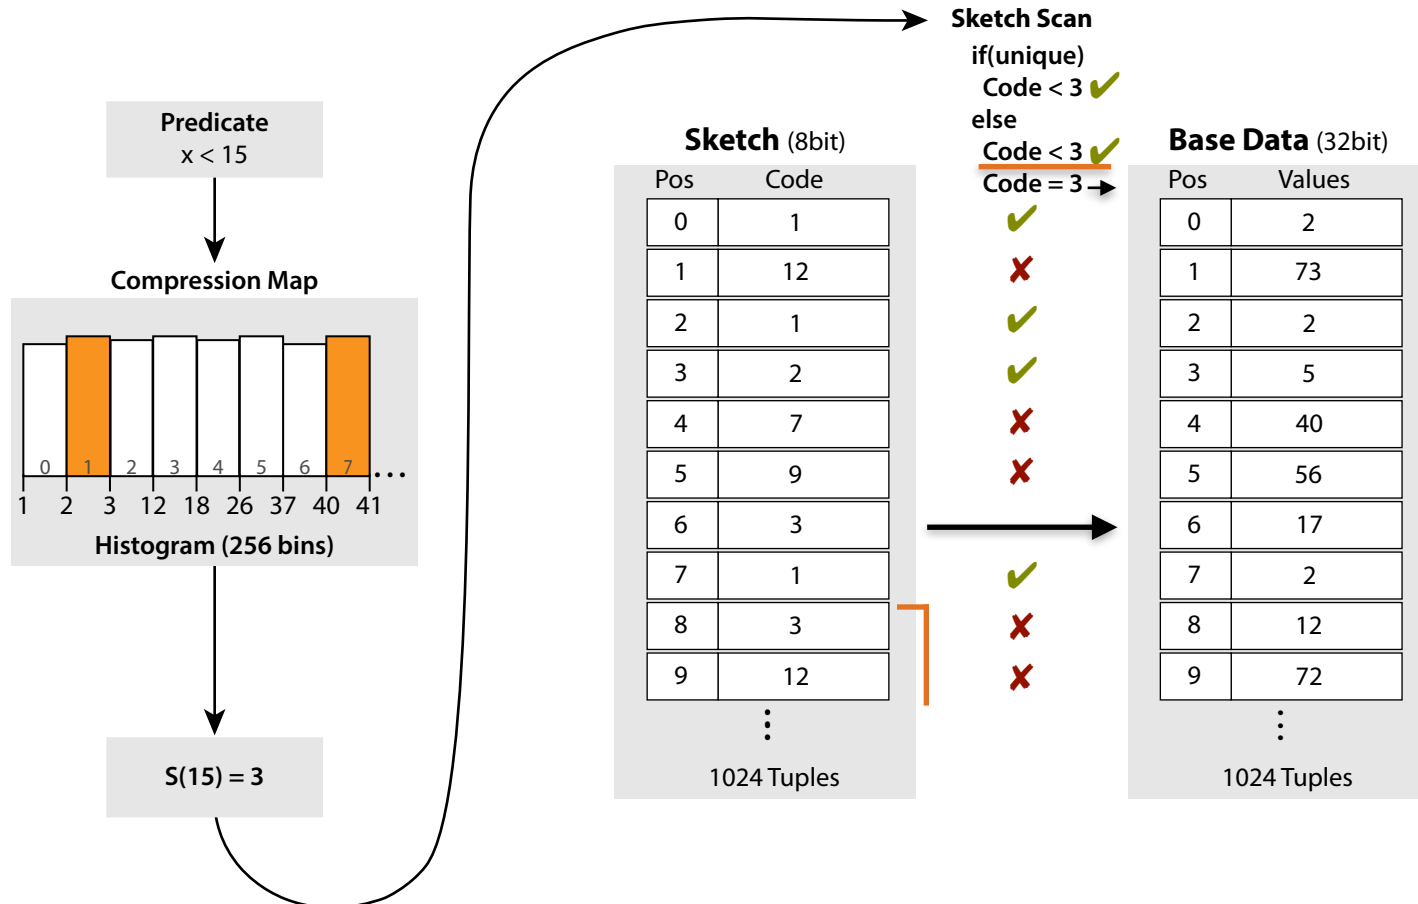 Predicate
x < 15
Compression Map
0 1 2 3 4 5 6 7 ...
1 2 3 12 18 26 37 40 41
Histogram (256 bins)
S(15) = 3
Sketch Scan
if(unique)
Code < 3 ✔
else
Code < 3 ✔
Code = 3
Sketch (8bit)
Pos Code
0 1 ✔
1 12 ✘
2 1 ✔
3 2 ✔
4 7 ✘
5 9 ✘
6 3
7 1 ✔
8 3 ✘
9 12 ✘
⋮
1024 Tuples
Base Data (32bit)
Pos Values
0 2
1 73
2 2
3 5
4 40
5 56
6 17
7 2
8 12
9 72
⋮
1024 Tuples